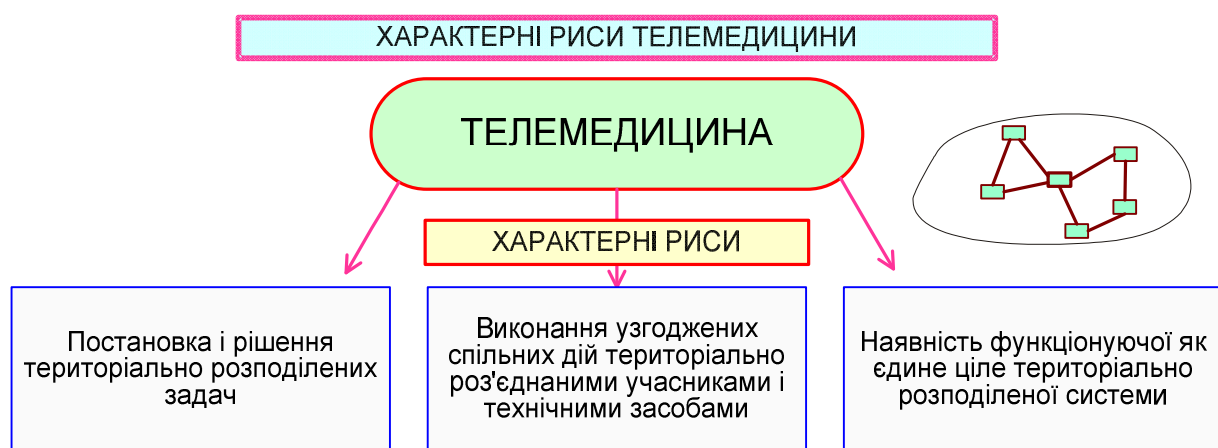 ХАРАКТЕРНІ РИСИ ТЕЛЕМЕДИЦИНИ
ТЕЛЕМЕДИЦИНА
ХАРАКТЕРНІ РИСИ
Постановка і рішення
територіально розподілених
задач
Виконання узгоджених
спільних дій територіально
роз'єднаними учасниками і
технічними засобами
Наявність функціонуючої як
єдине ціле територіально
розподіленої системи